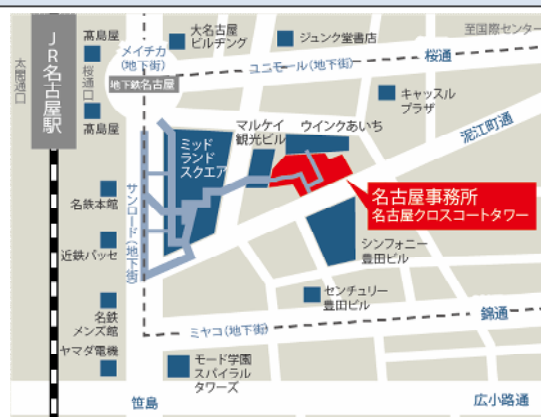 髙島屋
大名古屋
ビルヂング
ジュンク堂書店
至国際センター
メイチカ
(地下街)
桜通
JR名古屋駅
太閤通口
桜通口
ユニモール(地下街)
地下鉄名古屋
キャッスル
プラザ
髙島屋
マルケイ
観光ビル
ウインクあいち
泥江町通
ミッド
ランド
スクエア
名鉄本館
サンロード(地下街)
名古屋事務所
名古屋クロスコートタワー
近鉄パッセ
シンフォニー
豊田ビル
センチュリー
豊田ビル
名鉄
メンズ館
ミヤコ(地下街)
錦通
ヤマダ電機
モード学園
スパイラル
タワーズ
笹島
広小路通